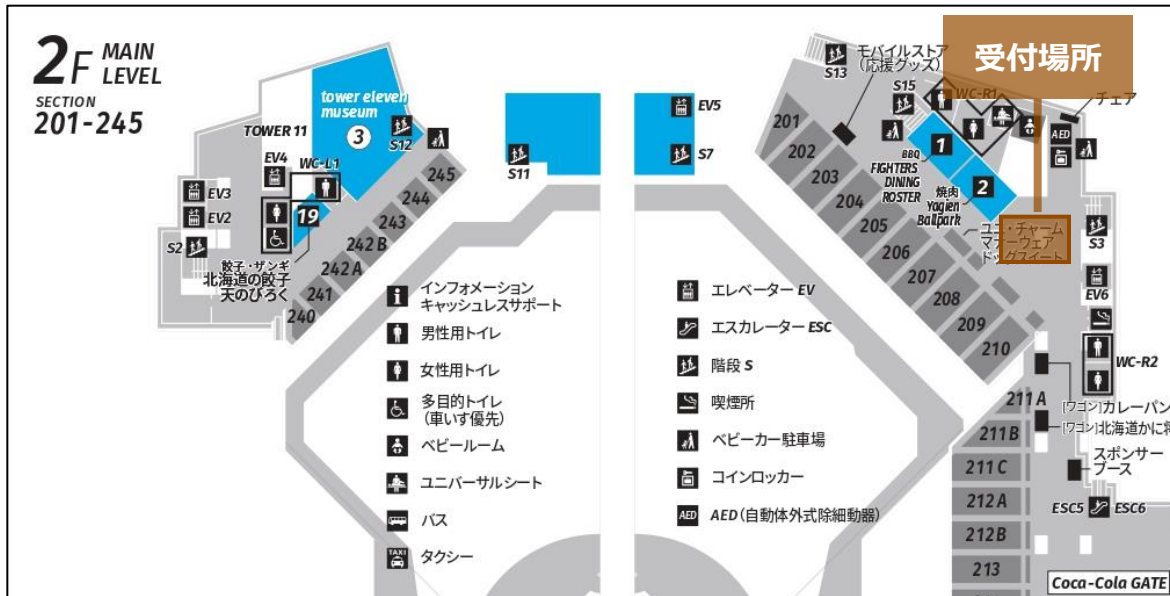 2F MAIN
LEVEL
SECTION
201-245
tower eleven
museum
3
TOWER 11
S12
EV4
WC-L1
EV3
EV2
S2
19
餃子・ザンギ
北海道の餃子
天のびろく
245
244
243
242 B
242 A
241
240
S11
EV5
S7
S13
モバイルストア
(応援グッズ)
受付場所
S15
WC-R1
チェア
AED
1
BBQ
FIGHTERS
DINING
ROSTER
2
焼肉
Yagien
Ballpark
ユニ・チャーム
マナーウェア
ドッグスイート
S3
EV6
WC-R2
201
202
203
204
205
206
207
208
209
210
211 A
211 B
211 C
212 A
212 B
213
[ワゴン]カレーパン
[ワゴン]北海道かに将
スポンサー
ブース
ESC5
ESC6
Coca-Cola GATE
インフォメーション
キャッシュレスサポート
男性用トイレ
女性用トイレ
多目的トイレ
(車いす優先)
ベビールーム
ユニバーサルシート
バス
TAXI
タクシー
エレベーター EV
エスカレーター ESC
階段 S
喫煙所
ベビーカー駐車場
コインロッカー
AED AED(自動体外式除細動器)